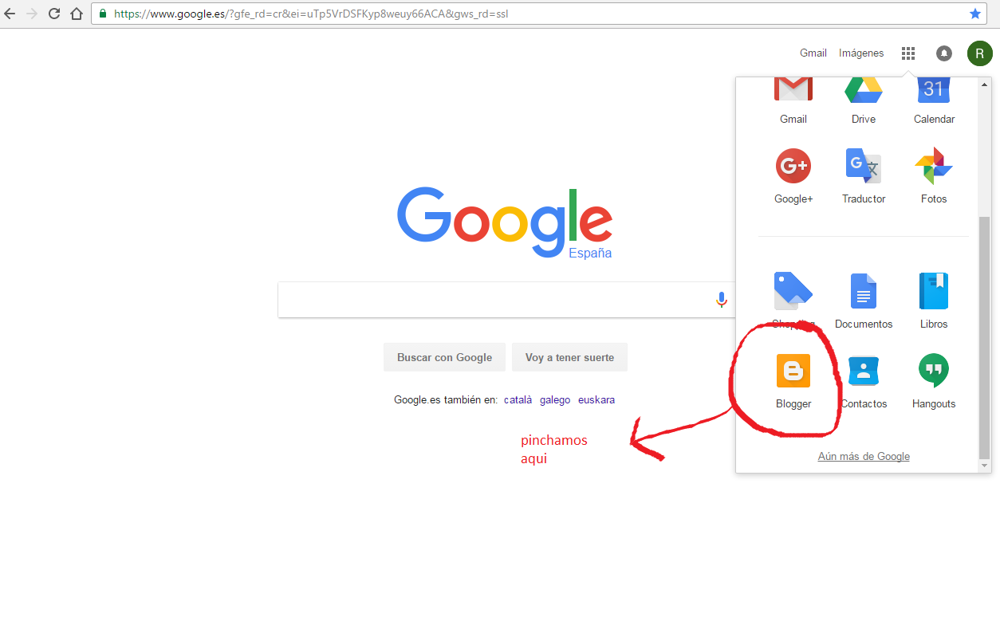 https://www.google.es/?gfe_rd=cr&ei=uTp5VrDSFKyp8weuy66ACA&gws_rd=ssl
Gmail Imágenes R
31
Gmail Drive Calendar
G+ G 文
Google+ Traductor Fotos
Google
España
Shopping Documentos Libros
Buscar con Google Voy a tener suerte
Google.es también en: català galego euskara
Blogger Contactos Hangouts
pinchamos
aqui
Aún más de Google